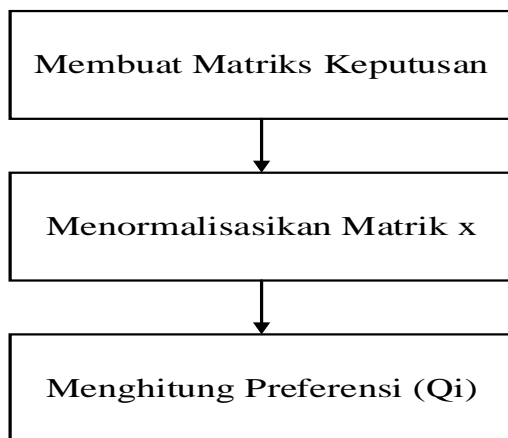 Membuat Matriks Keputusan
Menormalisasikan Matrik x
Menghitung Preferensi (Qi)